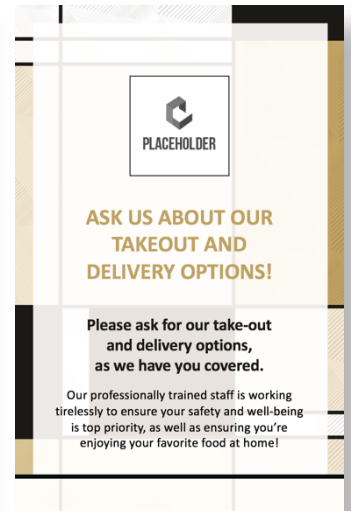 PLACEHOLDER
ASK US ABOUT OUR
TAKEOUT AND
DELIVERY OPTIONS!
Please ask for our take-out
and delivery options,
as we have you covered.
Our professionally trained staff is working
tirelessly to ensure your safety and well-being
is top priority, as well as ensuring you're
enjoying your favorite food at home!